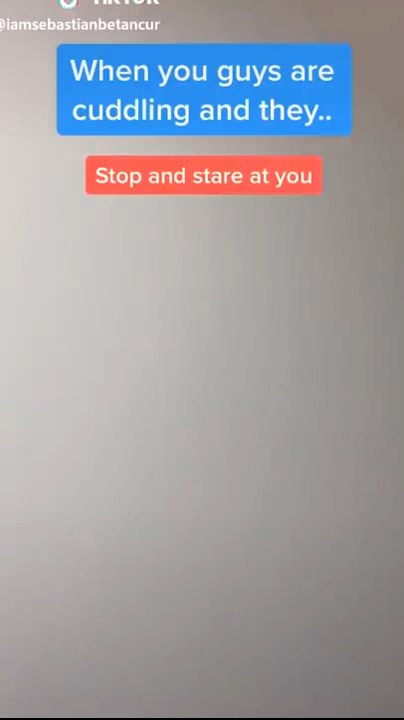 TikTok
@iamsebastianbetancur
When you guys are
cuddling and they..
Stop and stare at you